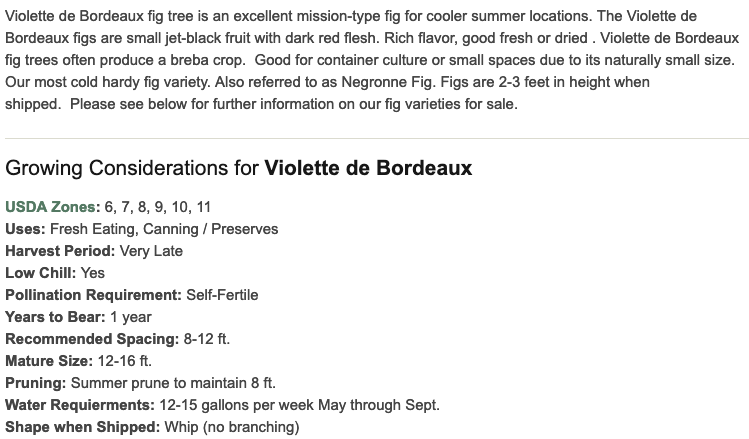 Violette de Bordeaux fig tree is an excellent mission-type fig for cooler summer locations. The Violette de
Bordeaux figs are small jet-black fruit with dark red flesh. Rich flavor, good fresh or dried . Violette de Bordeaux
fig trees often produce a breba crop.  Good for container culture or small spaces due to its naturally small size.
Our most cold hardy fig variety. Also referred to as Negronne Fig. Figs are 2-3 feet in height when
shipped.  Please see below for further information on our fig varieties for sale.
Growing Considerations for Violette de Bordeaux
USDA Zones: 6, 7, 8, 9, 10, 11
Uses: Fresh Eating, Canning / Preserves
Harvest Period: Very Late
Low Chill: Yes
Pollination Requirement: Self-Fertile
Years to Bear: 1 year
Recommended Spacing: 8-12 ft.
Mature Size: 12-16 ft.
Pruning: Summer prune to maintain 8 ft.
Water Requierments: 12-15 gallons per week May through Sept.
Shape when Shipped: Whip (no branching)